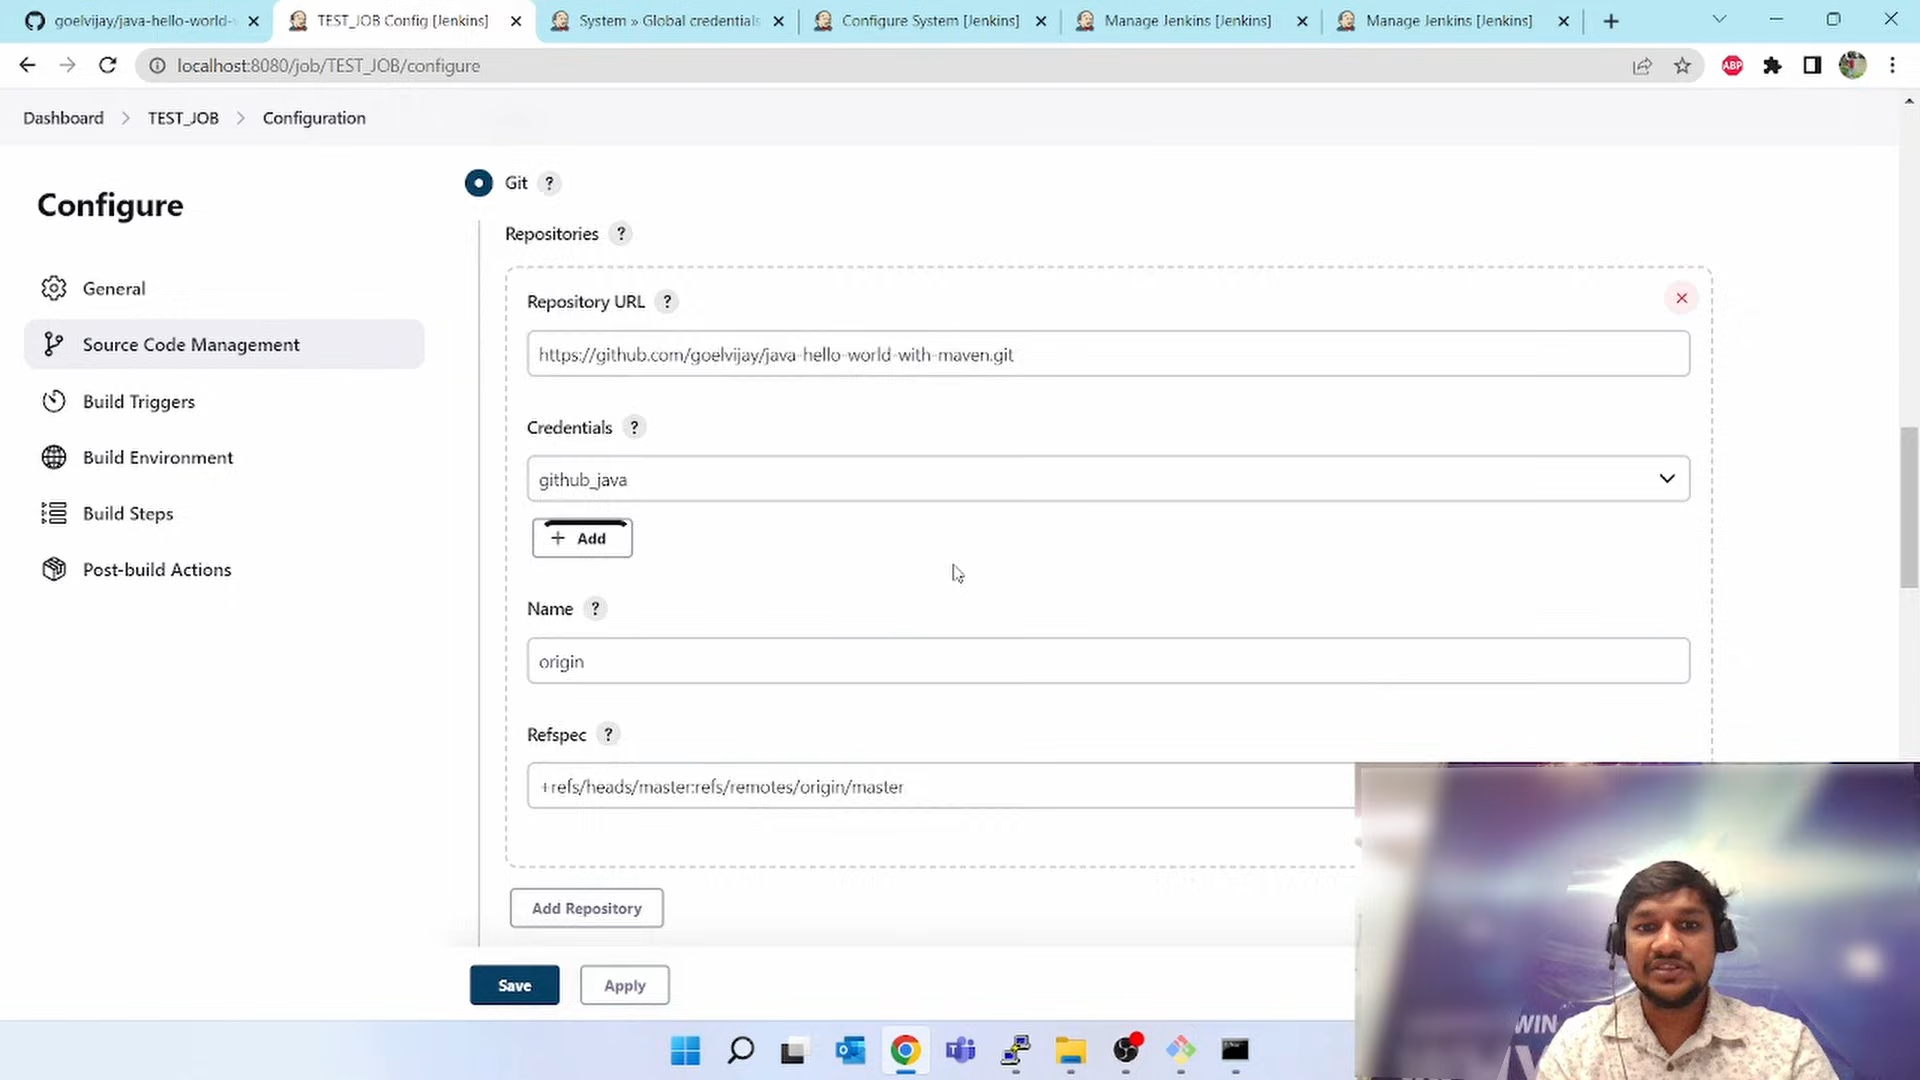 goelvijay/java-hello-world-
TEST_JOB Config [Jenkins]
System » Global credentials
Configure System [Jenkins]
Manage Jenkins [Jenkins]
Manage Jenkins [Jenkins]
localhost:8080/job/TEST_JOB/configure
ABP
Dashboard > TEST_JOB > Configuration
Configure
General
Source Code Management
Build Triggers
Build Environment
Build Steps
Post-build Actions
Git ?
Repositories ?
Repository URL ?
https://github.com/goelvijay/java-hello-world-with-maven.git
Credentials ?
github_java
+ Add
Name ?
origin
Refspec ?
+refs/heads/master:refs/remotes/origin/master
Add Repository
Save
Apply
WIN